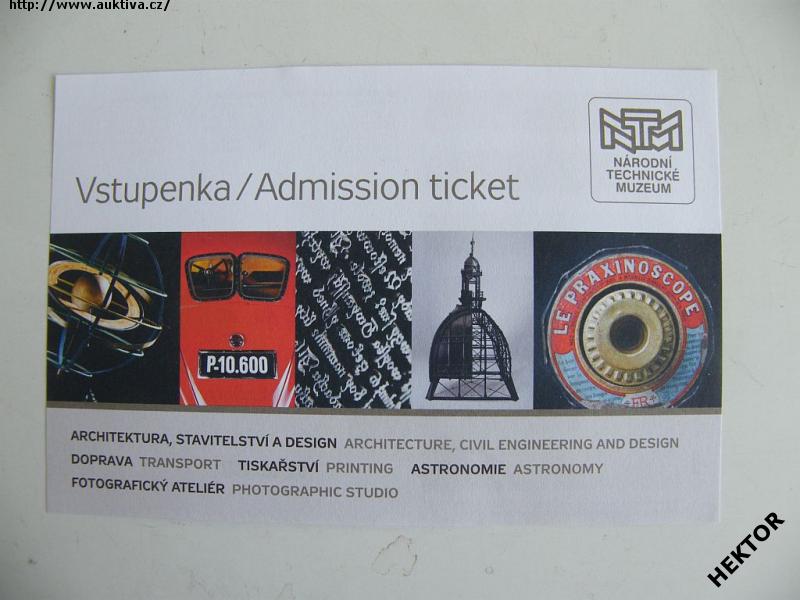 http://www.auktiva.cz/
NTM
NÁRODNÍ
TECHNICKÉ
MUZEUM
Vstupenka/Admission ticket
P-10.600
LE PRAXINOSCOPE
ARCHITEKTURA, STAVITELSTVÍ A DESIGN ARCHITECTURE, CIVIL ENGINEERING AND DESIGN
DOPRAVA TRANSPORT TISKAŘSTVÍ PRINTING ASTRONOMIE ASTRONOMY
FOTOGRAFICKÝ ATELIÉR PHOTOGRAPHIC STUDIO
HEKTOR